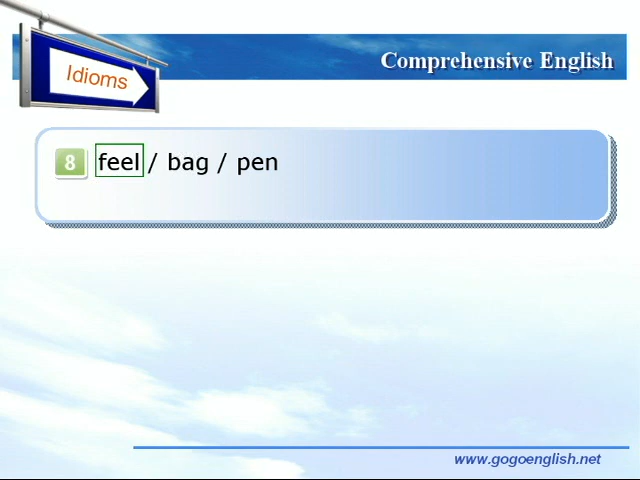 Idioms
Comprehensive English
8 feel / bag / pen
www.gogoenglish.net